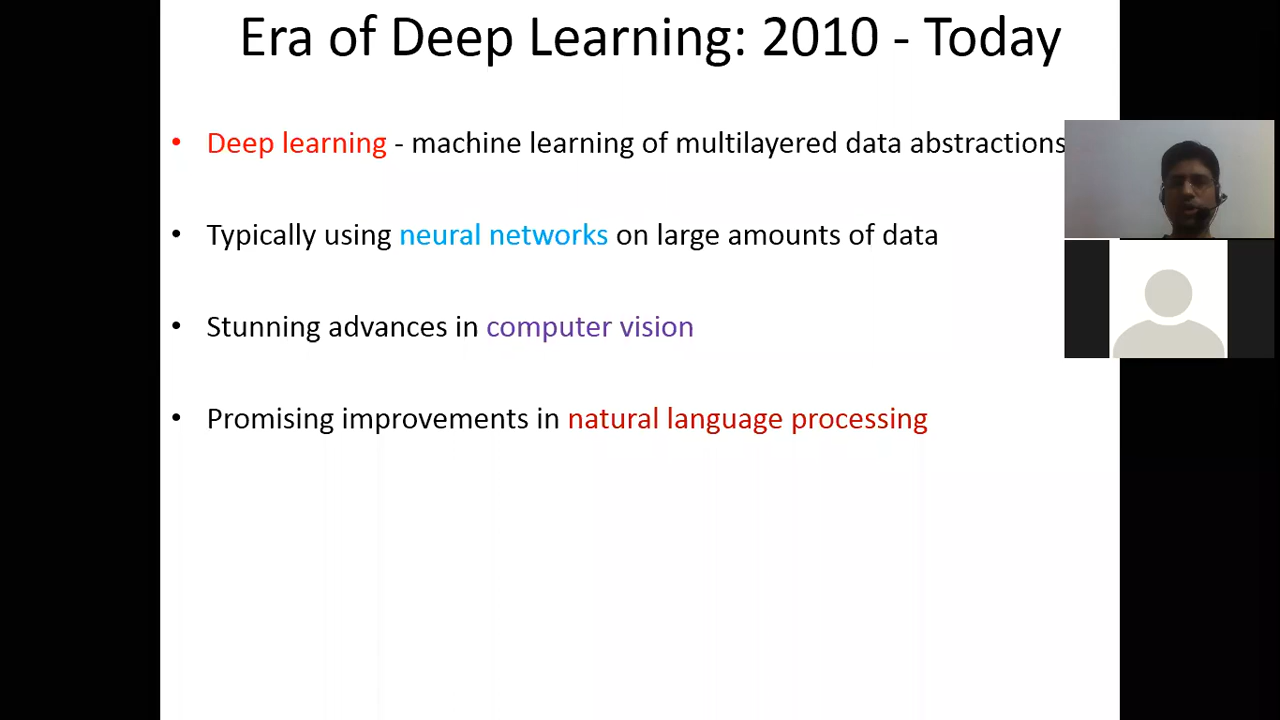 Era of Deep Learning: 2010 - Today
• Deep learning - machine learning of multilayered data abstractions
• Typically using neural networks on large amounts of data
• Stunning advances in computer vision
• Promising improvements in natural language processing